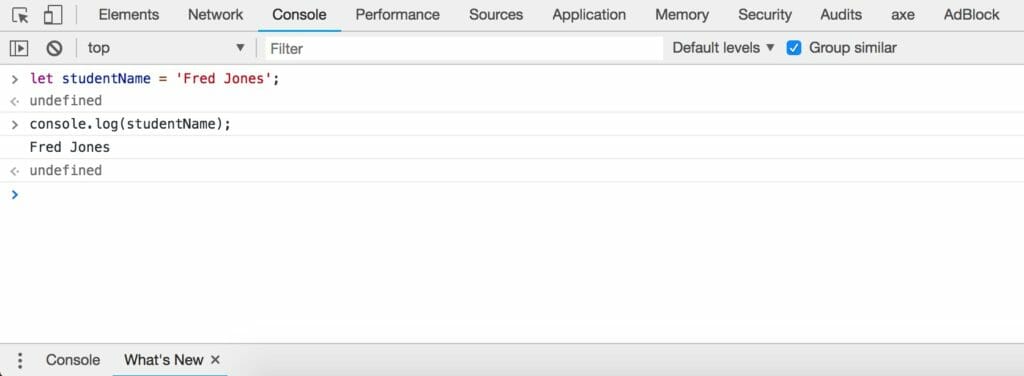 Elements Network Console Performance Sources Application Memory Security Audits axe AdBlock
top Filter Default levels Group similar
let studentName = 'Fred Jones';
undefined
console.log(studentName);
Fred Jones
undefined
Console What's New